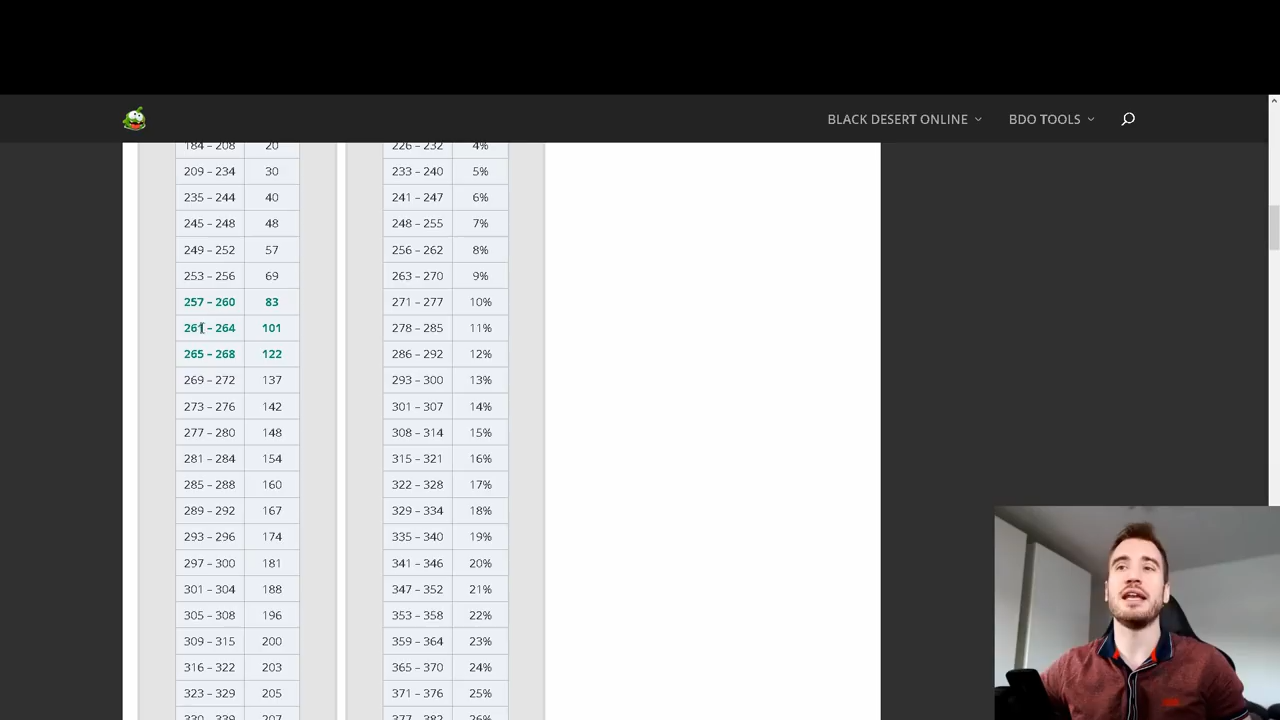 BLACK DESERT ONLINE BDO TOOLS
184 – 208 20 226 – 232 4%
209 – 234 30 233 – 240 5%
235 – 244 40 241 – 247 6%
245 – 248 48 248 – 255 7%
249 – 252 57 256 – 262 8%
253 – 256 69 263 – 270 9%
257 – 260 83 271 – 277 10%
261 – 264 101 278 – 285 11%
265 – 268 122 286 – 292 12%
269 – 272 137 293 – 300 13%
273 – 276 142 301 – 307 14%
277 – 280 148 308 – 314 15%
281 – 284 154 315 – 321 16%
285 – 288 160 322 – 328 17%
289 – 292 167 329 – 334 18%
293 – 296 174 335 – 340 19%
297 – 300 181 341 – 346 20%
301 – 304 188 347 – 352 21%
305 – 308 196 353 – 358 22%
309 – 315 200 359 – 364 23%
316 – 322 203 365 – 370 24%
323 – 329 205 371 – 376 25%
330 – 339 207 377 – 382 26%